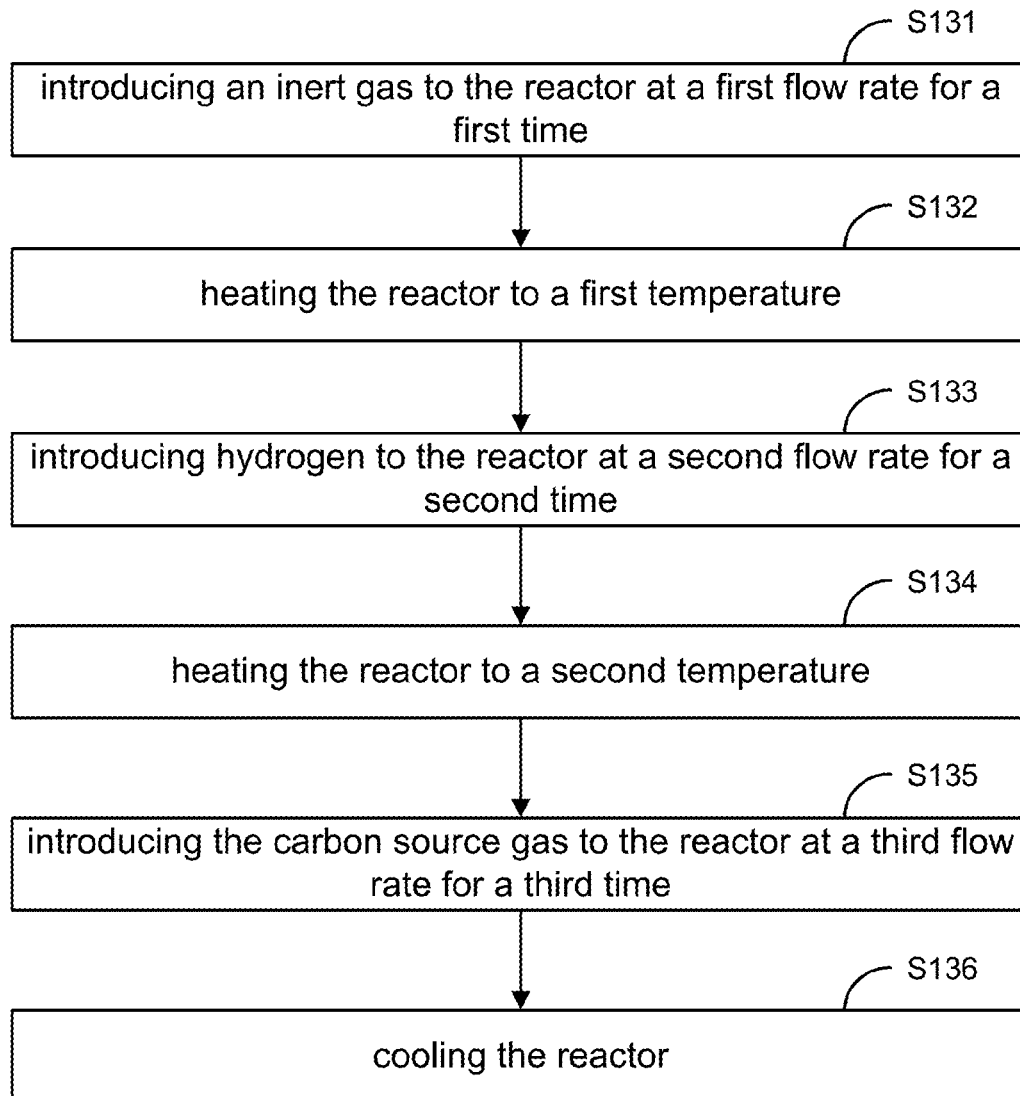 S131
introducing an inert gas to the reactor at a first flow rate for a
first time
S132
heating the reactor to a first temperature
S133
introducing hydrogen to the reactor at a second flow rate for a
second time
S134
heating the reactor to a second temperature
S135
introducing the carbon source gas to the reactor at a third flow
rate for a third time
S136
cooling the reactor